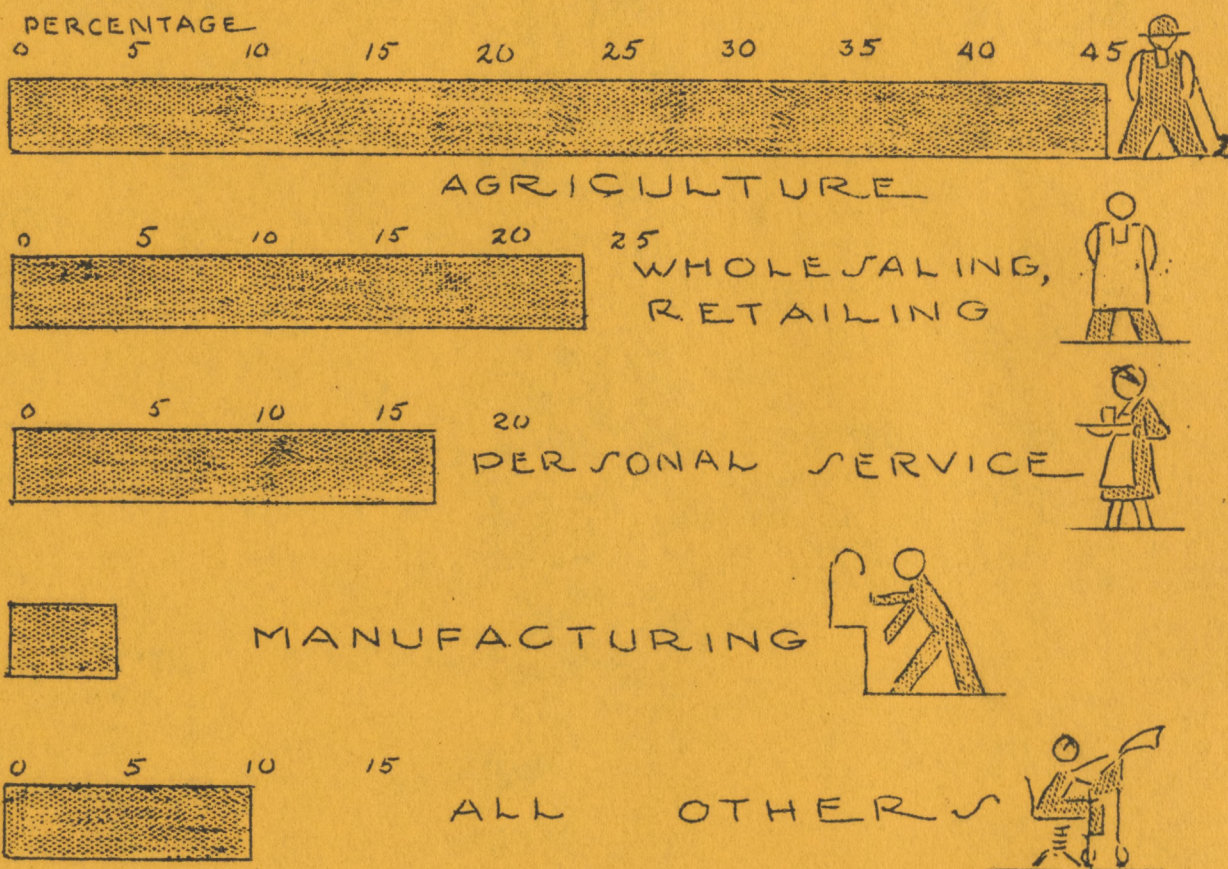 PERCENTAGE
0 5 10 15 20 25 30 35 40 45
AGRICULTURE
0 5 10 15 20 25
WHOLESALING,
RETAILING
0 5 10 15 20
PERSONAL SERVICE
MANUFACTURING
0 5 10 15
ALL OTHERS